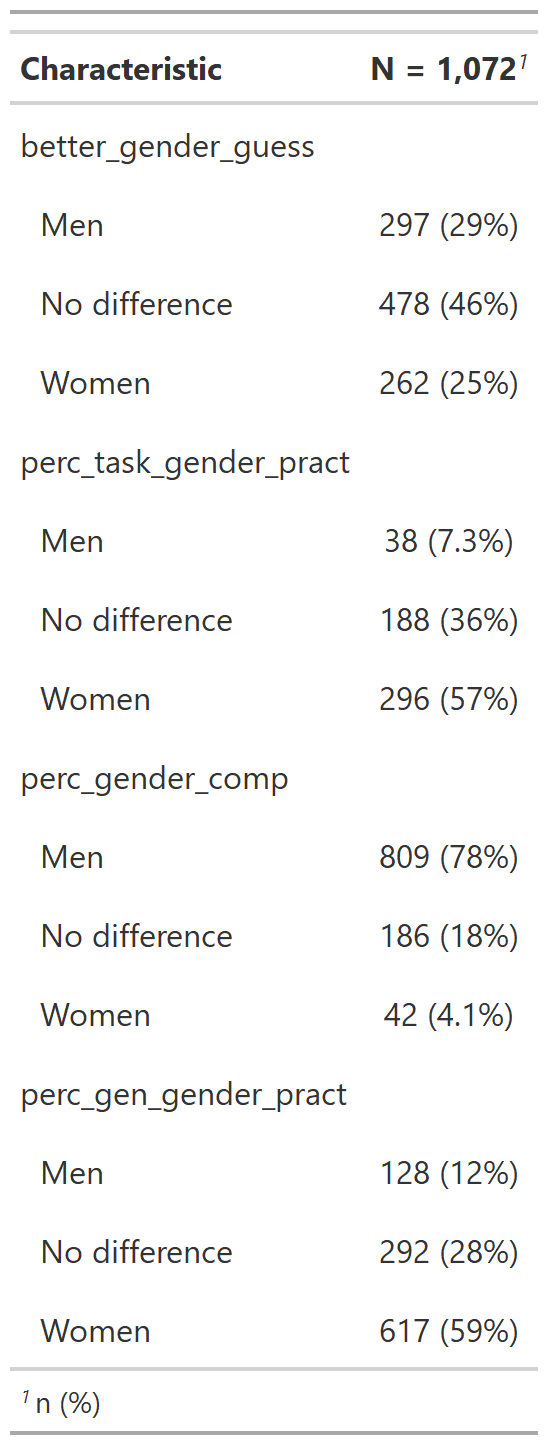 Characteristic N = 1,072¹
better_gender_guess
Men 297 (29%)
No difference 478 (46%)
Women 262 (25%)
perc_task_gender_pract
Men 38 (7.3%)
No difference 188 (36%)
Women 296 (57%)
perc_gender_comp
Men 809 (78%)
No difference 186 (18%)
Women 42 (4.1%)
perc_gen_gender_pract
Men 128 (12%)
No difference 292 (28%)
Women 617 (59%)
¹ n (%)